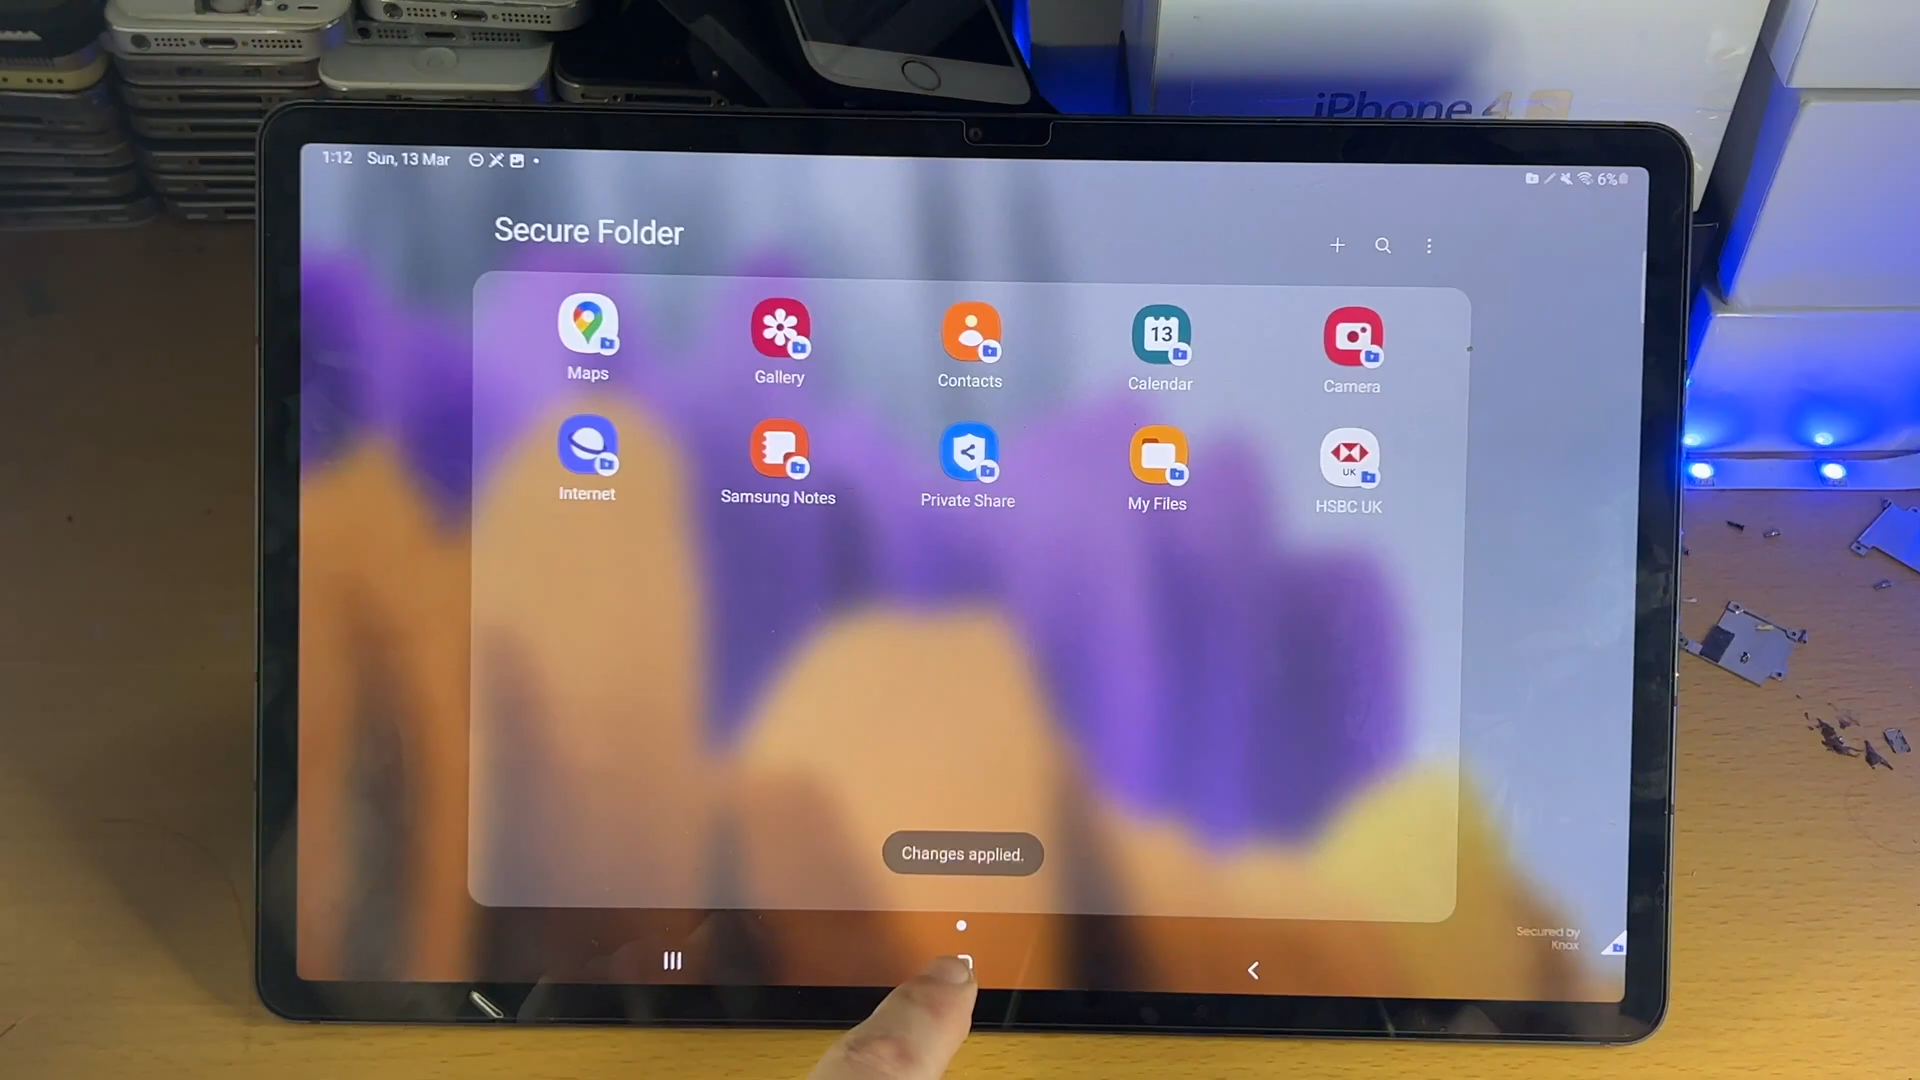 iPhone 4
1:12 Sun, 13 Mar
6%
Secure Folder
Maps
Gallery
Contacts
13
Calendar
Camera
Internet
Samsung Notes
Private Share
My Files
UK
HSBC UK
Changes applied.
Secured by
Knox